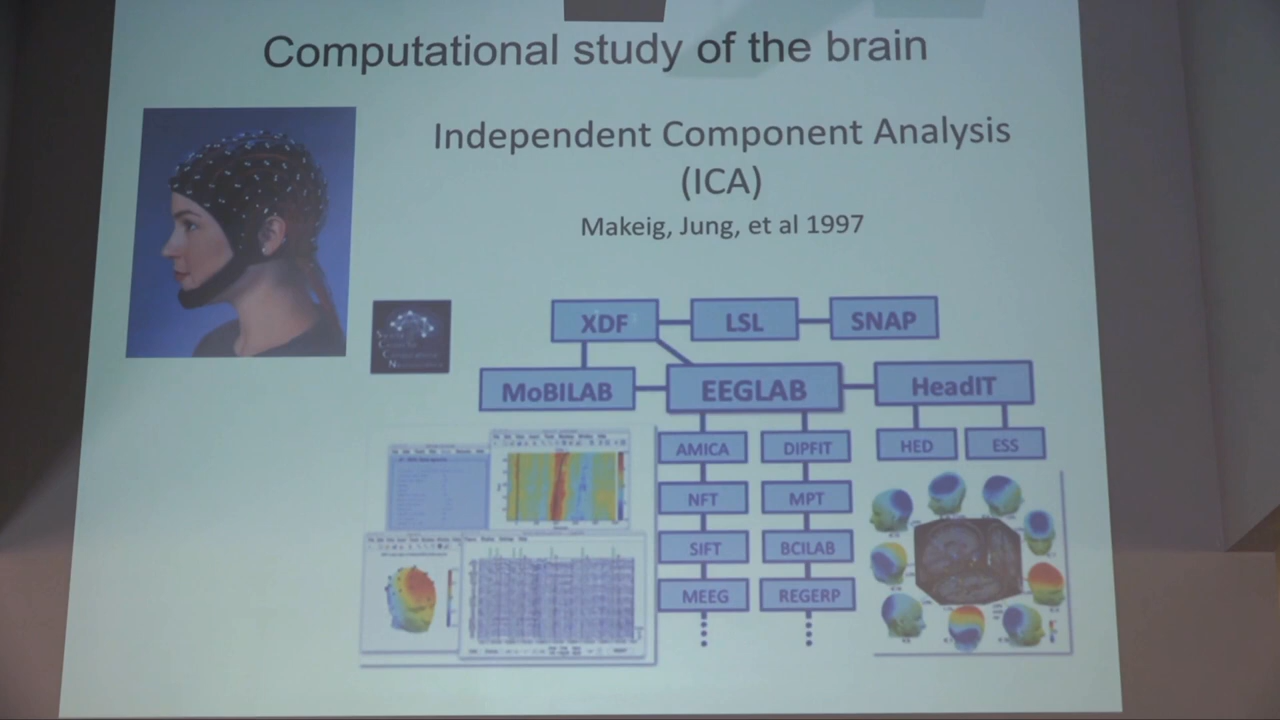 Computational study of the brain
Independent Component Analysis
(ICA)
Makeig, Jung, et al 1997
XDF
LSL
SNAP
MoBILAB
EEGLAB
HeadIT
AMICA
DIPFIT
HED
ESS
NFT
MPT
SIFT
BCILAB
MEEG
REGERP